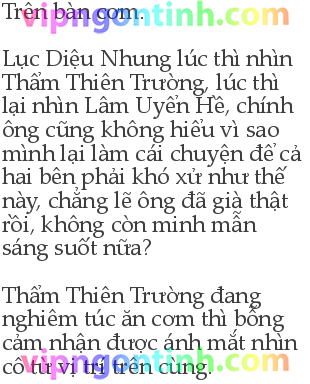 Trên bàn cơm.
vipngontinh.com
Lục Diệu Nhung lúc thì nhìn
Thẩm Thiên Trường, lúc thì
lại nhìn Lâm Uyển Hề, chính
ông cũng không hiểu vì sao
mình lại làm cái chuyện để cả
hai bên phải khó xử như thế
này, chẳng lẽ ông đã già thật
rồi, không còn minh mẫn
sáng suốt nữa?
Thẩm Thiên Trường đang
nghiêm túc ăn cơm thì bỗng
cảm nhận được ánh mắt nhìn
cô từ vị trí trên cùng.
vipngontinh.com